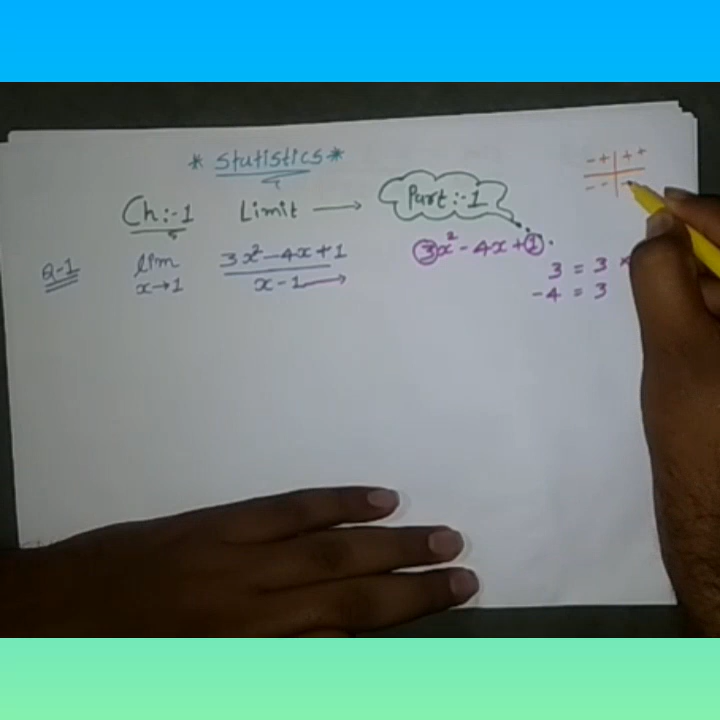 * Statistics *
Ch:-1 Limit → Part:-1
Q-1 lim x→1 3x²-4x+1 / x-1
3x²-4x+1.
3 = 3 ×
-4 = 3
-+ ++
--